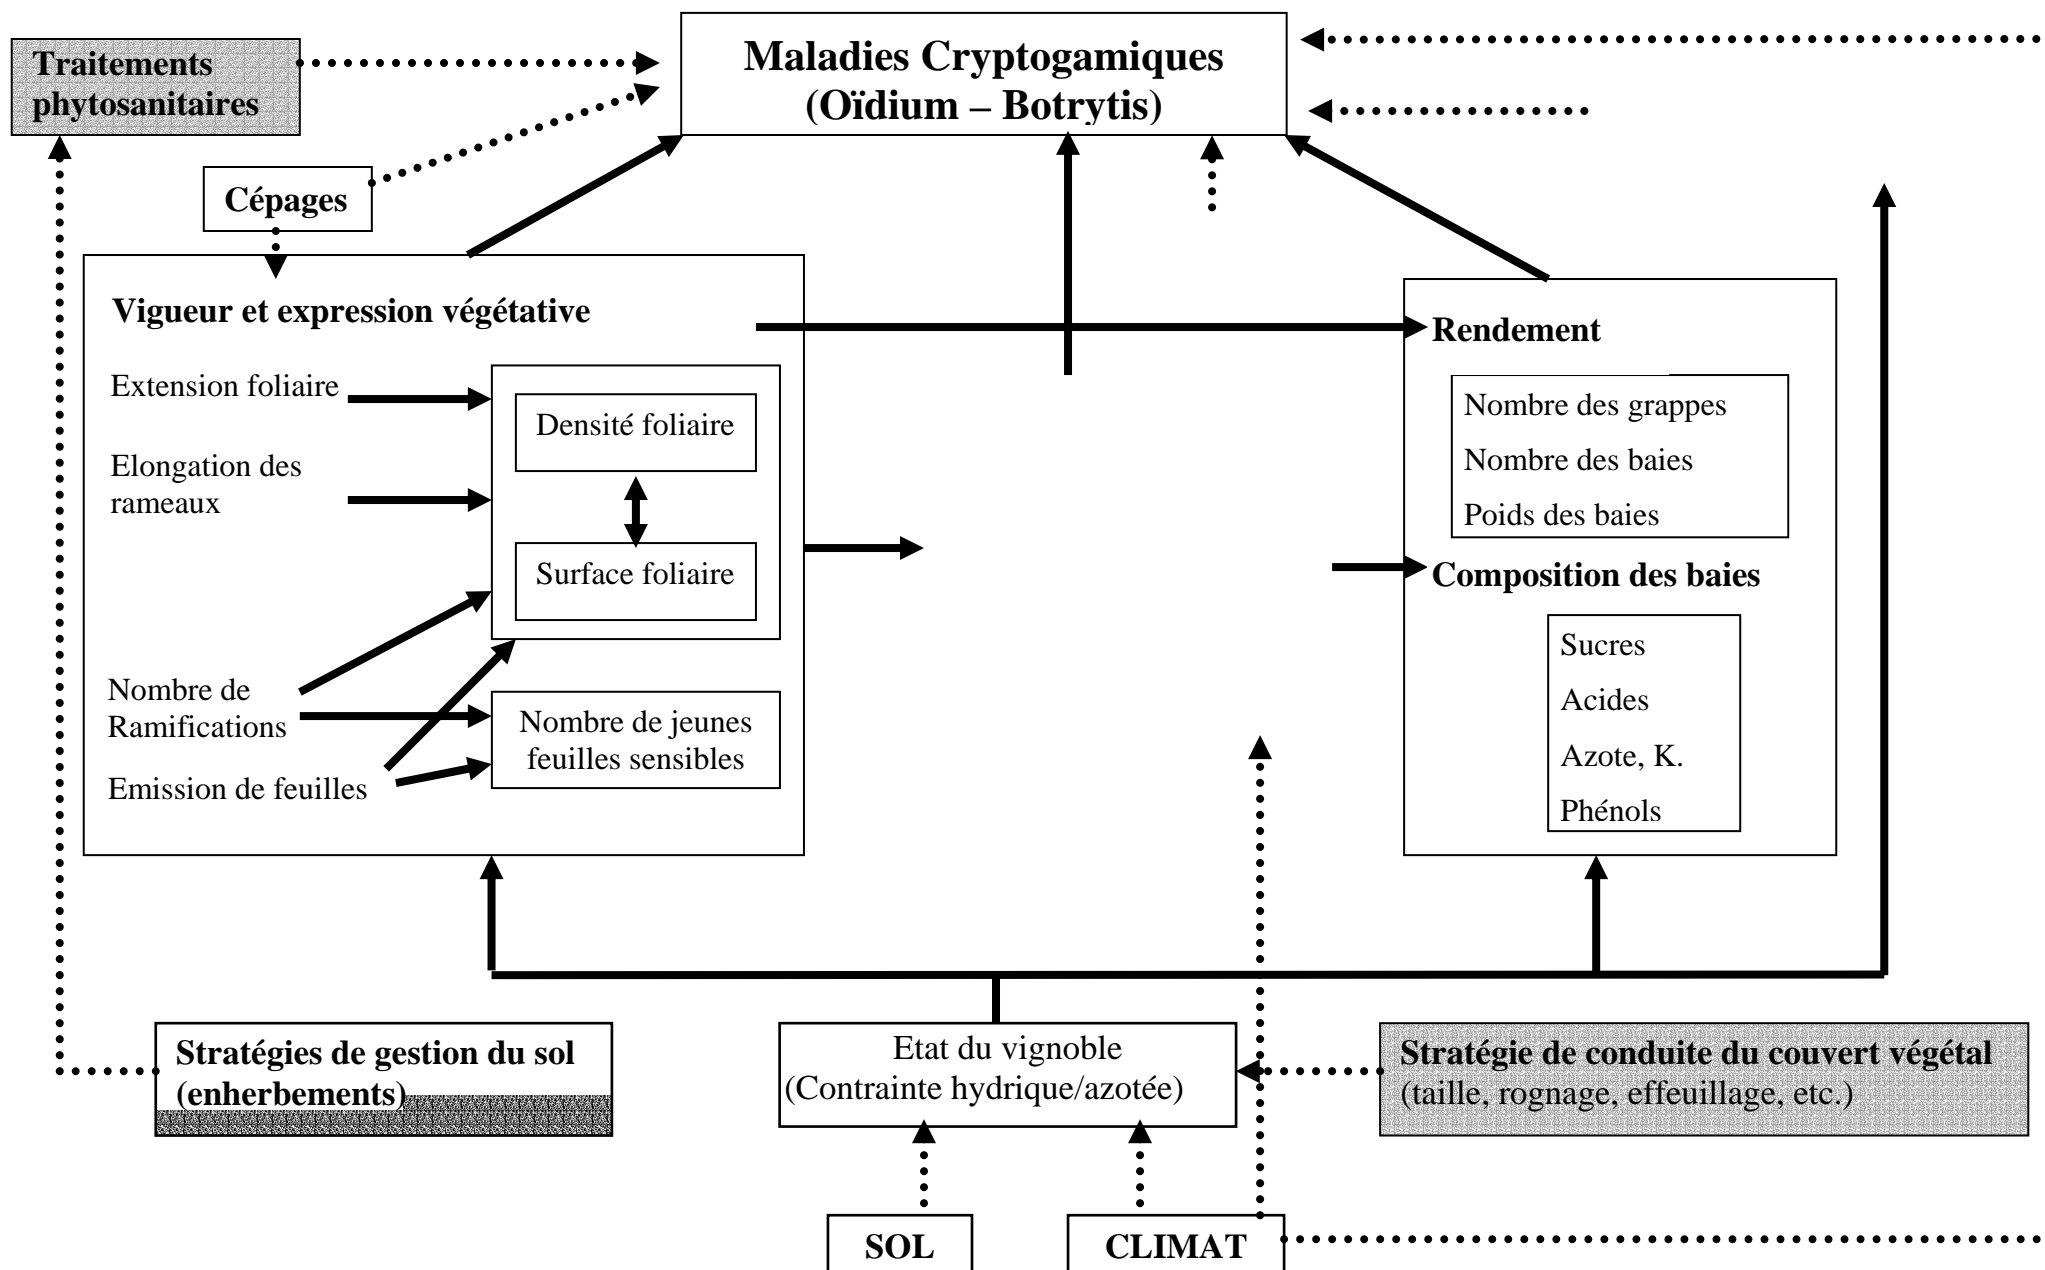 Maladies Cryptogamiques
(Oïdium – Botrytis)
Traitements
phytosanitaires
Cépages
Vigueur et expression végétative
Extension foliaire
Elongation des
rameaux
Nombre de
Ramifications
Emission de feuilles
Densité foliaire
Surface foliaire
Nombre de jeunes
feuilles sensibles
Rendement
Nombre des grappes
Nombre des baies
Poids des baies
Composition des baies
Sucres
Acides
Azote, K.
Phénols
Stratégies de gestion du sol
(enherbements)
Etat du vignoble
(Contrainte hydrique/azotée)
Stratégie de conduite du couvert végétal
(taille, rognage, effeuillage, etc.)
SOL
CLIMAT